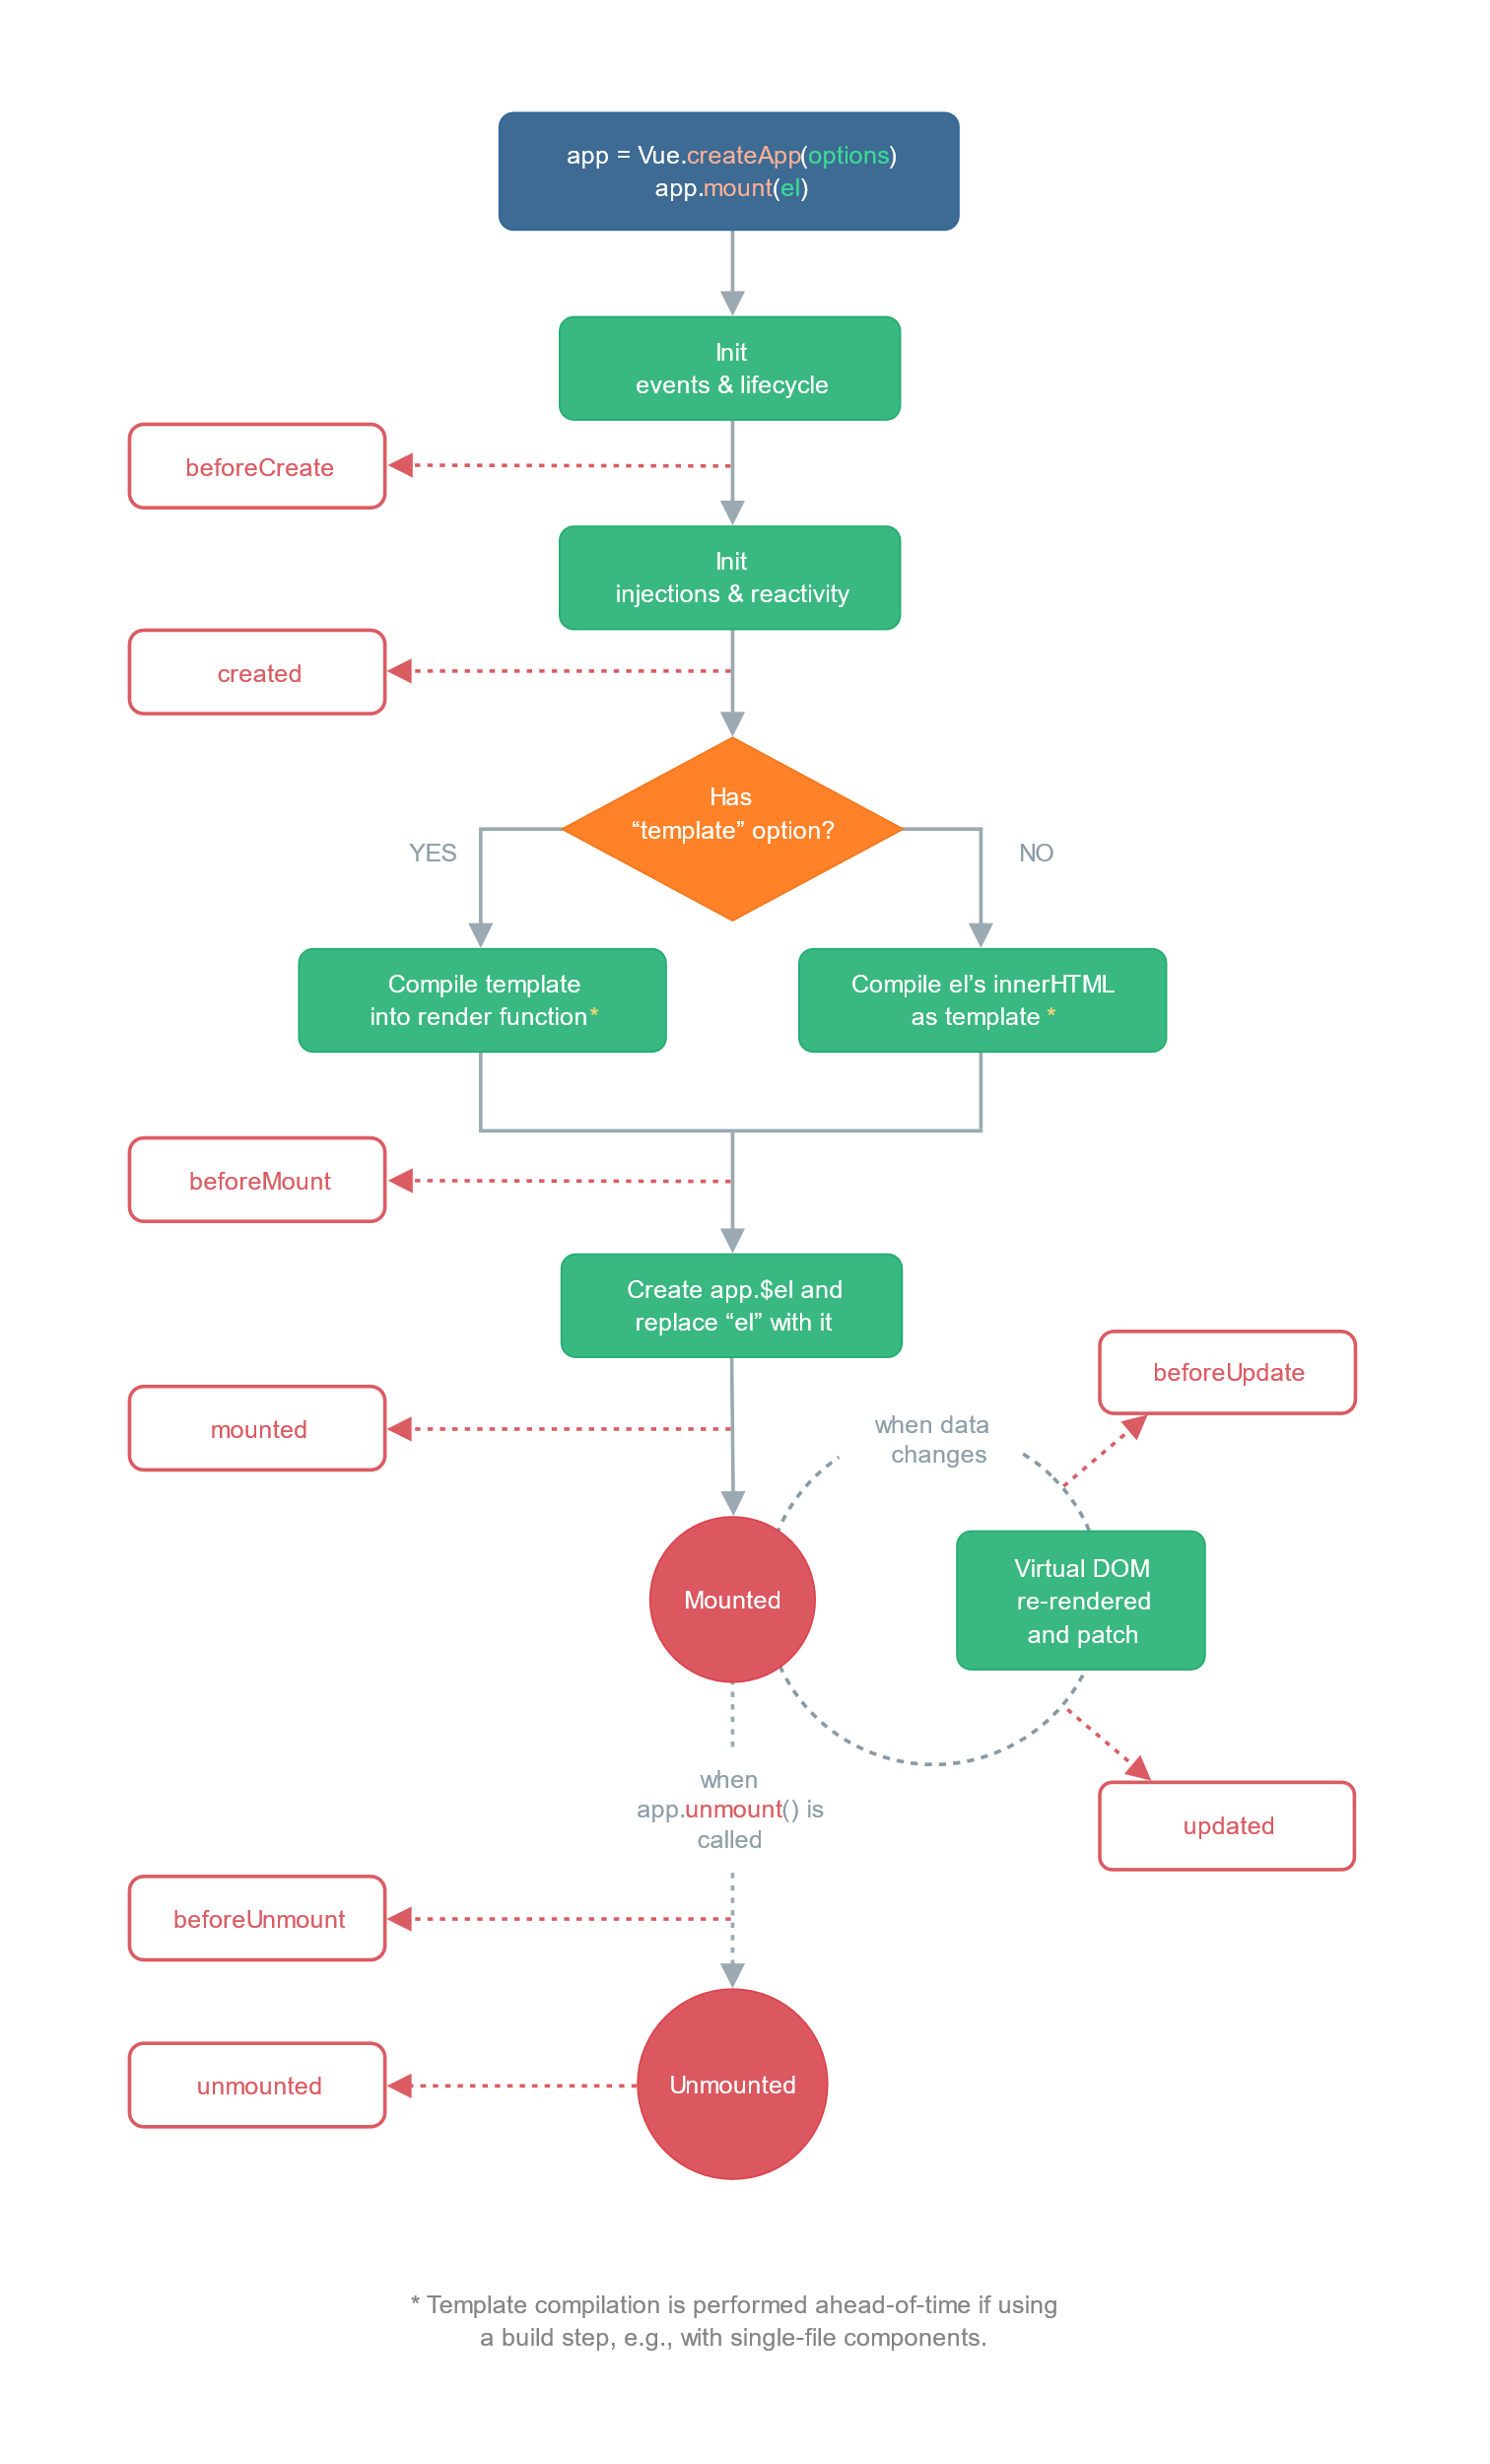 app = Vue.createApp(options)
app.mount(el)
Init
events & lifecycle
beforeCreate
Init
injections & reactivity
created
Has
“template” option?
YES
NO
Compile template
into render function*
Compile el’s innerHTML
as template *
beforeMount
Create app.$el and
replace “el” with it
beforeUpdate
mounted
when data
changes
Virtual DOM
re-rendered
and patch
Mounted
when
app.unmount() is
called
updated
beforeUnmount
unmounted
Unmounted
* Template compilation is performed ahead-of-time if using
a build step, e.g., with single-file components.